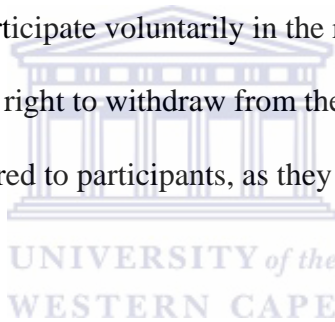 rticipate voluntarily in the
right to withdraw from the
red to participants, as they
UNIVERSITY of the
WESTERN CAPE